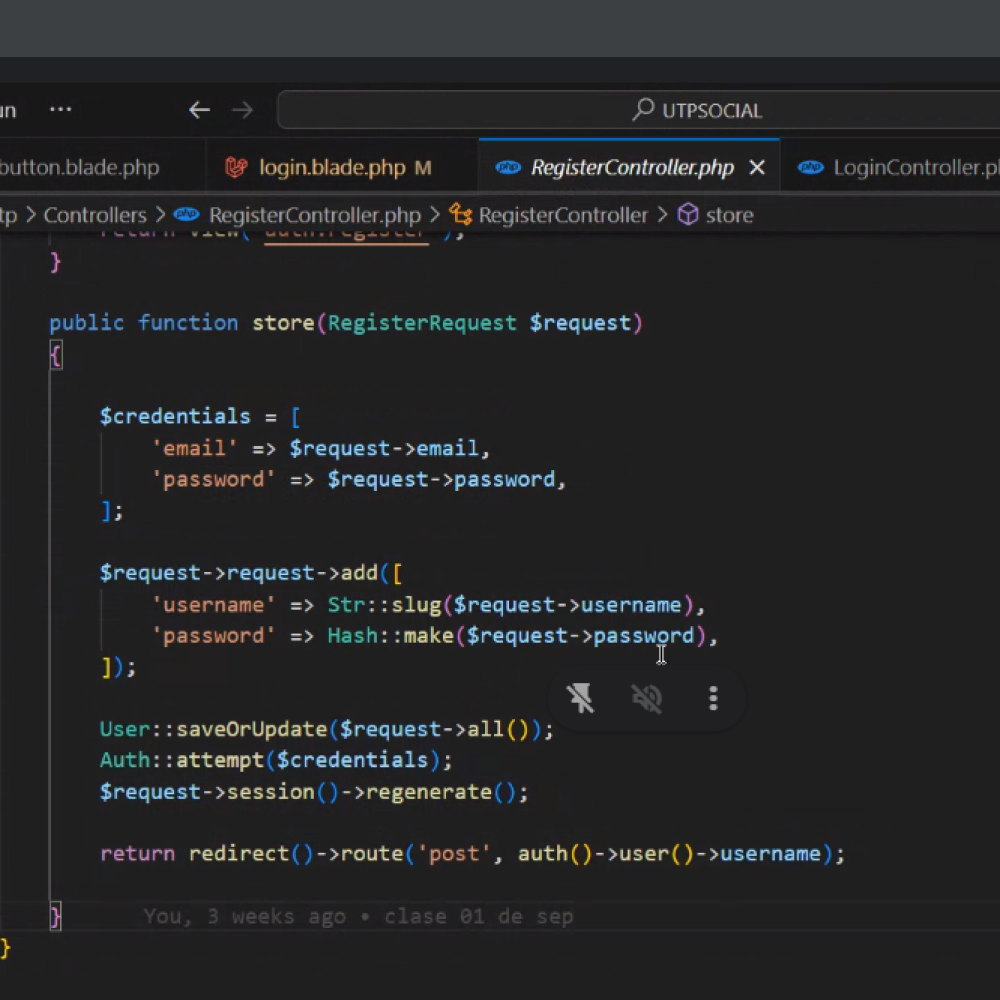 UTPSOCIAL
button.blade.php login.blade.php M RegisterController.php LoginController.p
Controllers > RegisterController.php > RegisterController > store
return view('auth.register');
}
public function store(RegisterRequest $request)
{
$credentials = [
'email' => $request->email,
'password' => $request->password,
];
$request->request->add([
'username' => Str::slug($request->username),
'password' => Hash::make($request->password),
]);
User::saveOrUpdate($request->all());
Auth::attempt($credentials);
$request->session()->regenerate();
return redirect()->route('post', auth()->user()->username);
} You, 3 weeks ago • clase 01 de sep
}